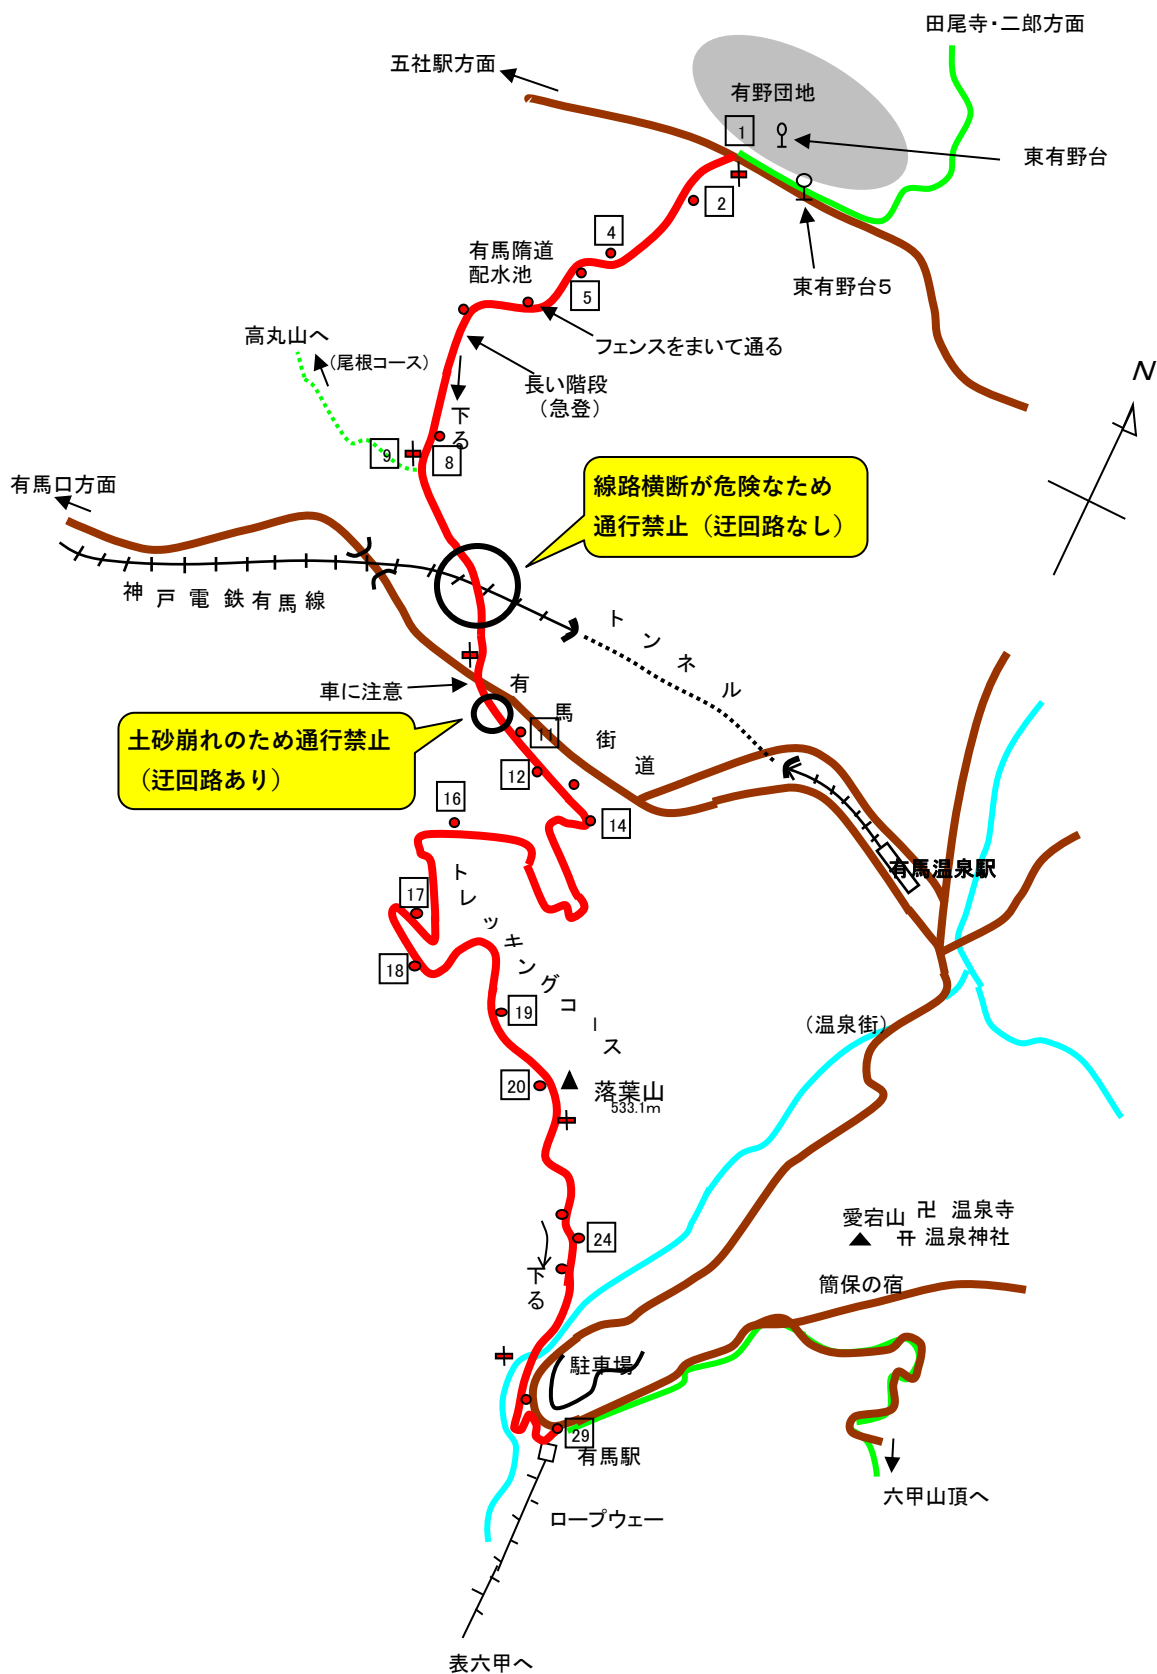 田尾寺・二郎方面
五社駅方面
有野団地
1
東有野台
2
4
有馬隋道
配水池
5
東有野台5
高丸山へ
(尾根コース)
フェンスをまいて通る
長い階段
（急登）
N
下る
9
8
有馬口方面
線路横断が危険なため
通行禁止（迂回路なし）
神戸電鉄有馬線
トンネル
車に注意
有馬街道
土砂崩れのため通行禁止
（迂回路あり）
11
12
16
14
有馬温泉駅
トレッキングコース
17
18
19
（温泉街）
20
落葉山
533.1m
愛宕山
卍 温泉寺
温泉神社
24
下る
簡保の宿
駐車場
29
有馬駅
六甲山頂へ
ロープウェー
表六甲へ